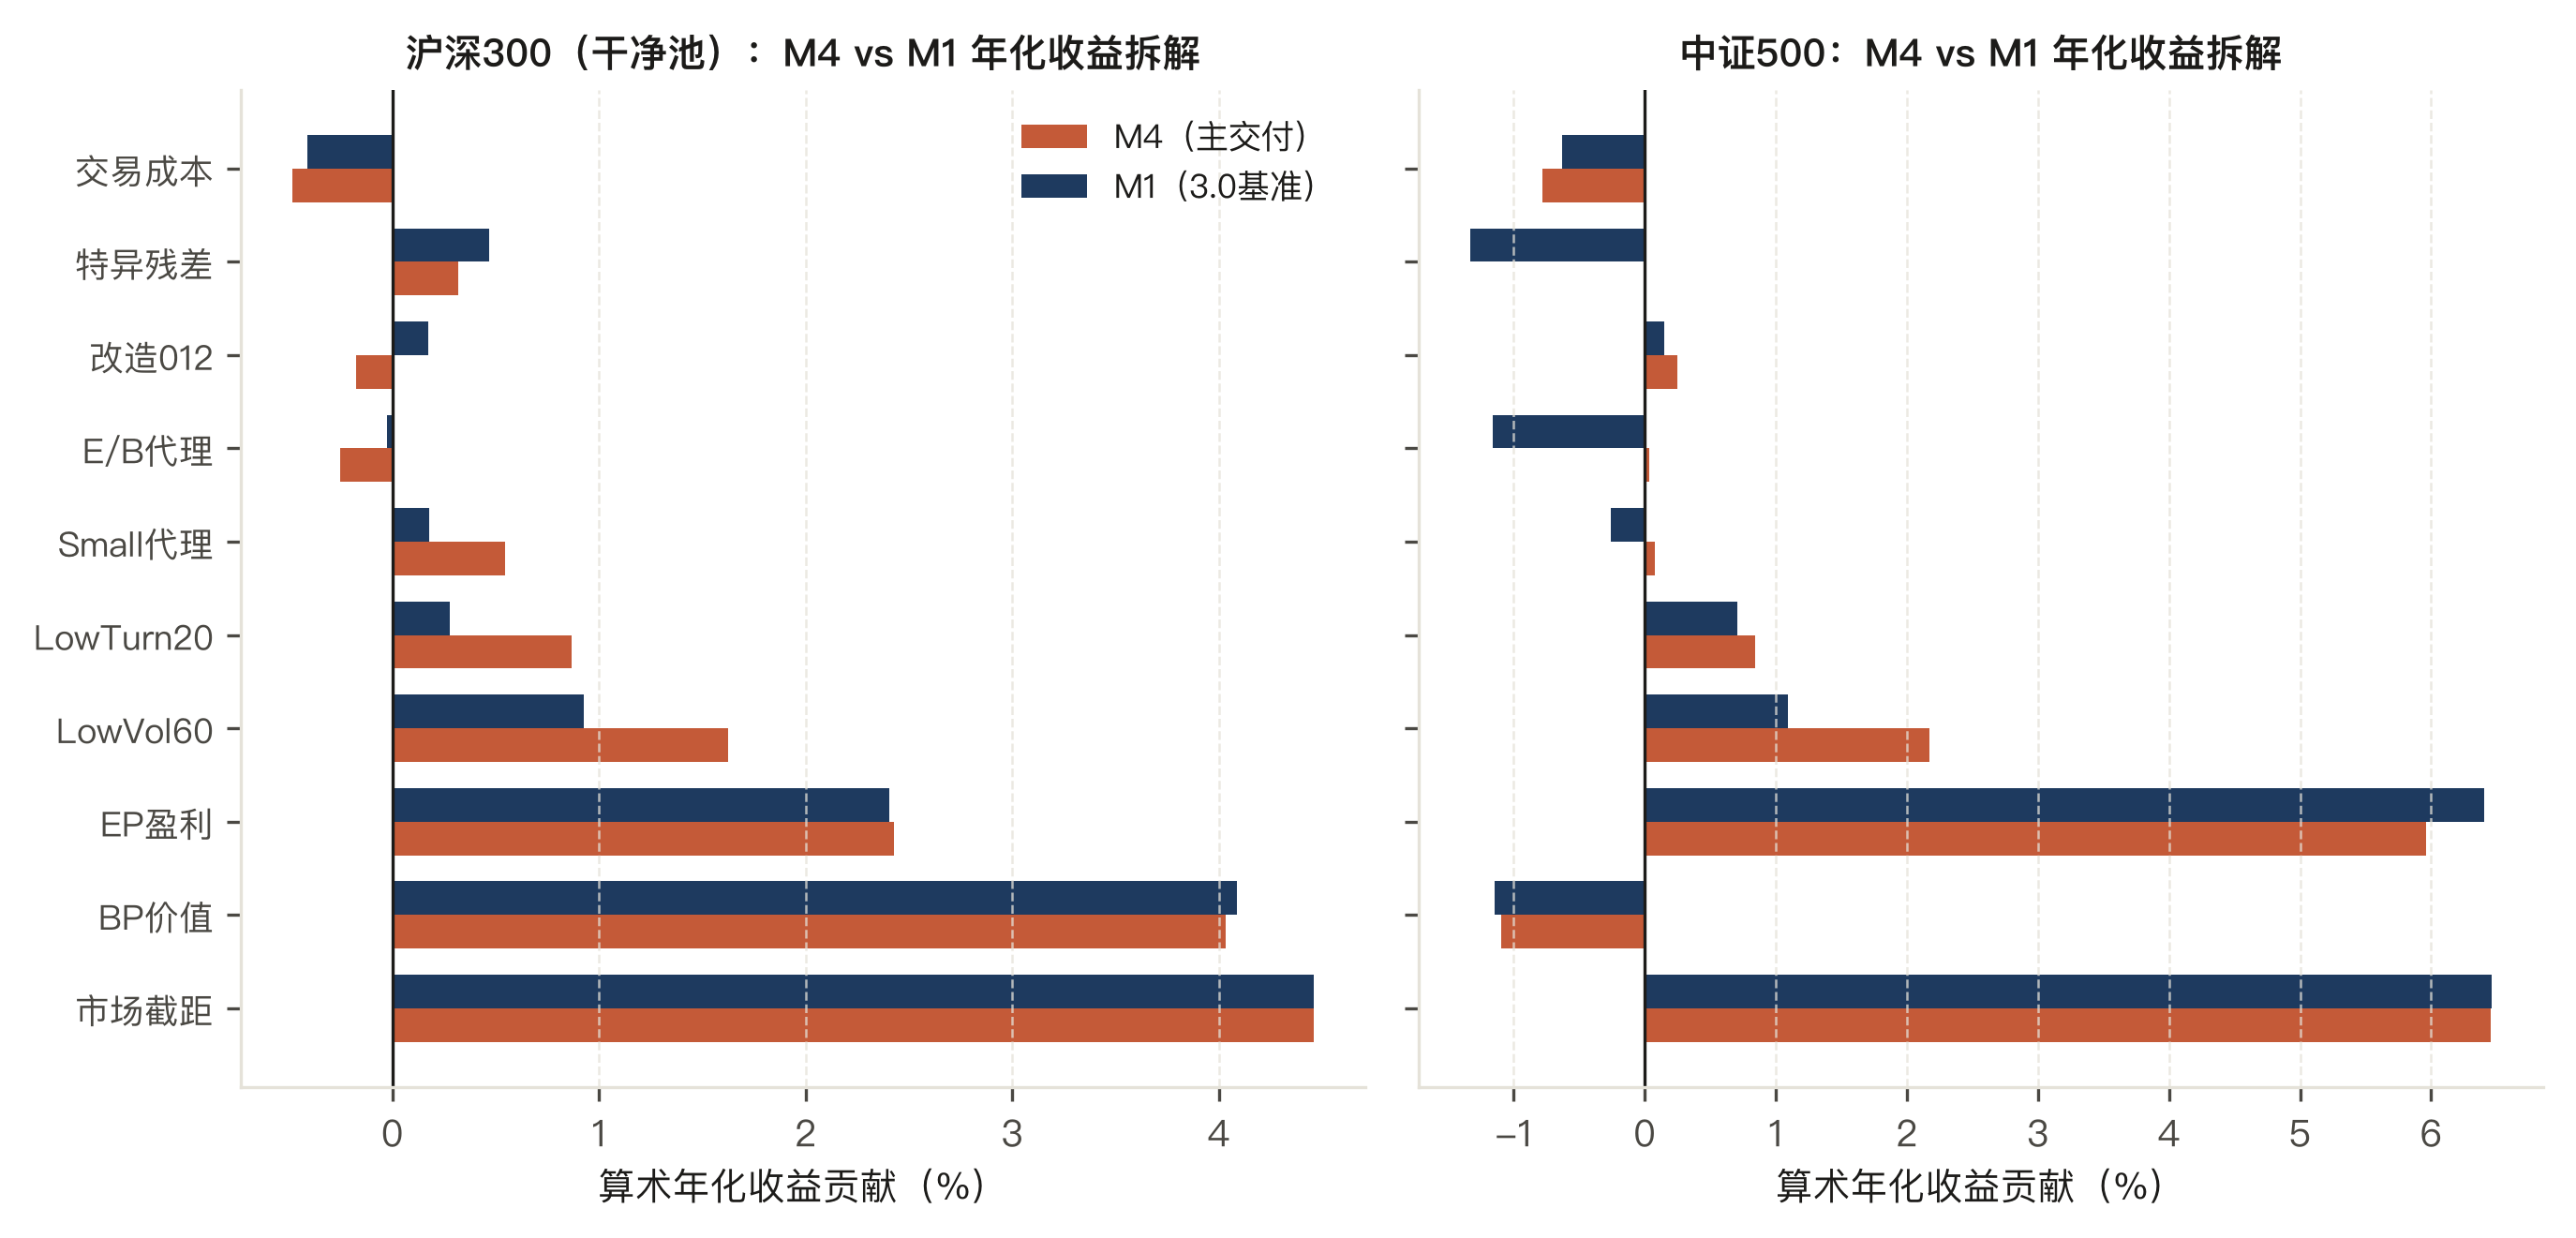 沪深300（干净池）：M4 vs M1 年化收益拆解
M4（主交付）
M1（3.0基准）
交易成本
特异残差
改造012
E/B代理
Small代理
LowTurn20
LowVol60
EP盈利
BP价值
市场截距
0 1 2 3 4
算术年化收益贡献（%）
中证500：M4 vs M1 年化收益拆解
−1 0 1 2 3 4 5 6
算术年化收益贡献（%）